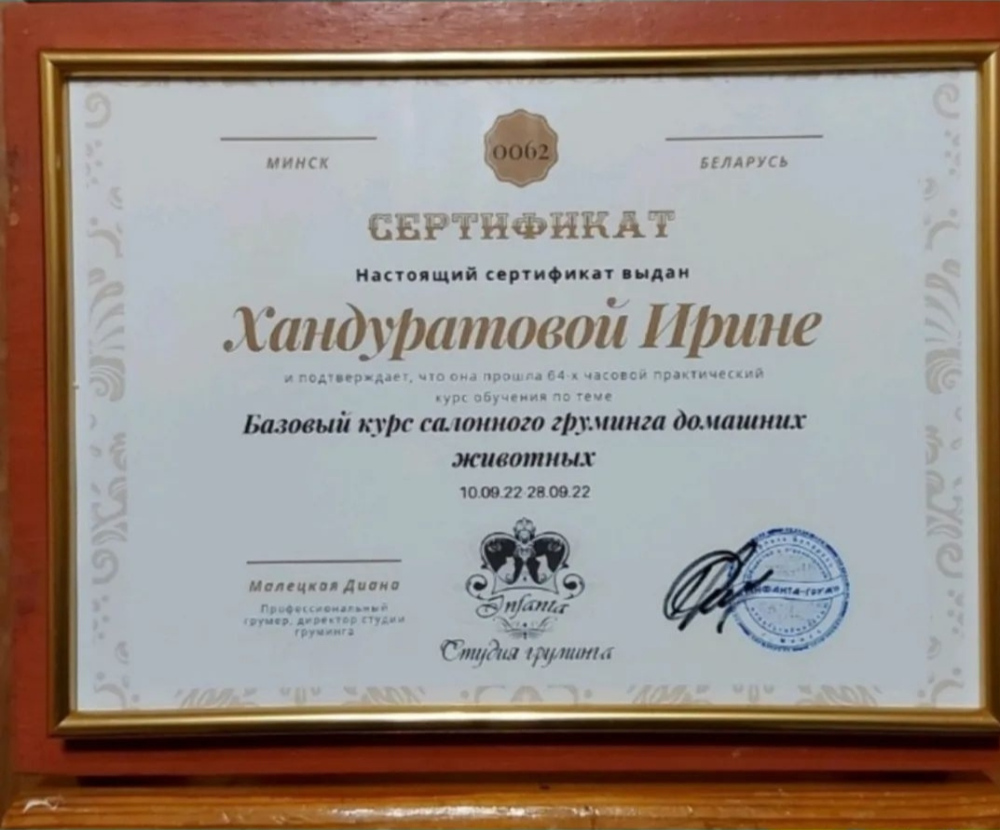 МИНСК
0062
БЕЛАРУСЬ
СЕРТИФИКАТ
Настоящий сертификат выдан
Хандуратовой Ирине
и подтверждает, что она прошла 64-х часовой практический
курс обучения по теме
Базовый курс салонного груминга домашних
животных
10.09.22-28.09.22
Малецкая Диана
Профессиональный
грумер, директор студии
груминга
Infanta
Студия груминга